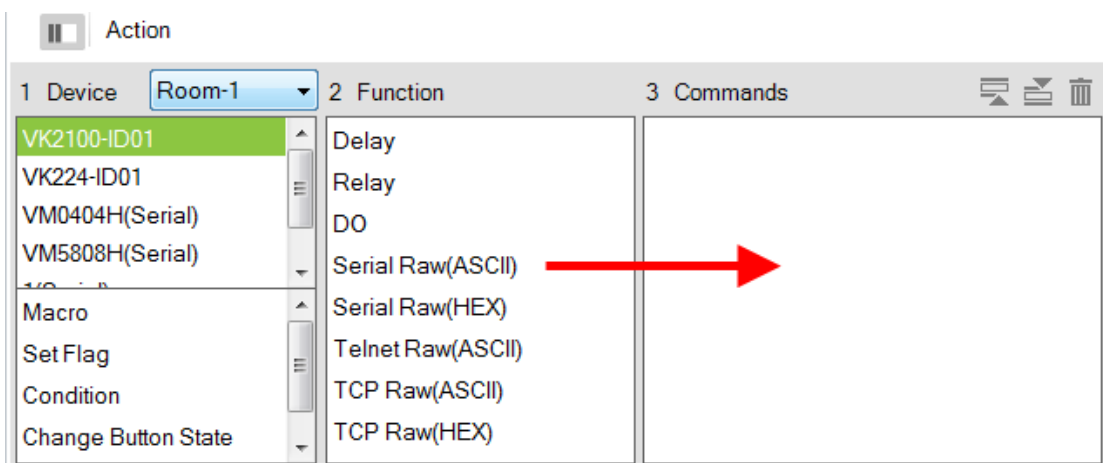 Action
1 Device Room-1 2 Function 3 Commands
VK2100-ID01
VK224-ID01
VM0404H(Serial)
VM5808H(Serial)
Macro
Set Flag
Condition
Change Button State
Delay
Relay
DO
Serial Raw(ASCII)
Serial Raw(HEX)
Telnet Raw(ASCII)
TCP Raw(ASCII)
TCP Raw(HEX)